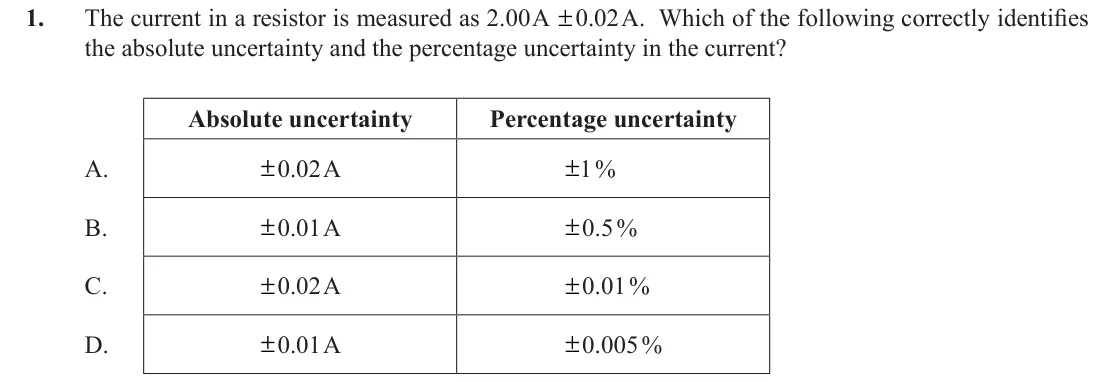 1. The current in a resistor is measured as 2.00A ±0.02A. Which of the following correctly identifies
the absolute uncertainty and the percentage uncertainty in the current?
Absolute uncertainty Percentage uncertainty
A. ±0.02A ±1%
B. ±0.01A ±0.5%
C. ±0.02A ±0.01%
D. ±0.01A ±0.005%